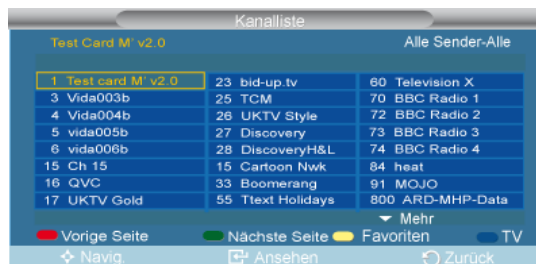 Kanalliste
Test Card M' v2.0 Alle Sender-Alle
1 Test card M' v2.0 23 bid-up.tv 60 Television X
3 Vida003b 25 TCM 70 BBC Radio 1
4 Vida004b 26 UKTV Style 72 BBC Radio 2
5 vida005b 27 Discovery 73 BBC Radio 3
6 vida006b 28 DiscoveryH&L 74 BBC Radio 4
15 Ch 15 15 Cartoon Nwk 84 heat
16 QVC 33 Boomerang 91 MOJO
17 UKTV Gold 55 Ttext Holidays 800 ARD-MHP-Data
Mehr
Vorige Seite Nächste Seite Favoriten TV
Navig. Ansehen Zurück